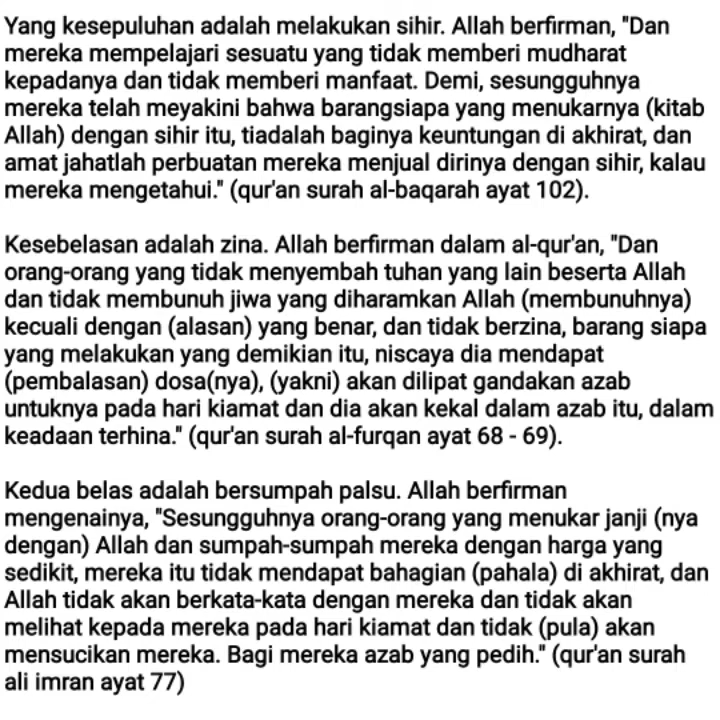 Yang kesepuluhan adalah melakukan sihir. Allah berfirman, "Dan
mereka mempelajari sesuatu yang tidak memberi mudharat
kepadanya dan tidak memberi manfaat. Demi, sesungguhnya
mereka telah meyakini bahwa barangsiapa yang menukarnya (kitab
Allah) dengan sihir itu, tiadalah baginya keuntungan di akhirat, dan
amat jahatlah perbuatan mereka menjual dirinya dengan sihir, kalau
mereka mengetahui." (qur'an surah al-baqarah ayat 102).

Kesebelasan adalah zina. Allah berfirman dalam al-qur'an, "Dan
orang-orang yang tidak menyembah tuhan yang lain beserta Allah
dan tidak membunuh jiwa yang diharamkan Allah (membunuhnya)
kecuali dengan (alasan) yang benar, dan tidak berzina, barang siapa
yang melakukan yang demikian itu, niscaya dia mendapat
(pembalasan) dosa(nya), (yakni) akan dilipat gandakan azab
untuknya pada hari kiamat dan dia akan kekal dalam azab itu, dalam
keadaan terhina." (qur'an surah al-furqan ayat 68 - 69).

Kedua belas adalah bersumpah palsu. Allah berfirman
mengenainya, "Sesungguhnya orang-orang yang menukar janji (nya
dengan) Allah dan sumpah-sumpah mereka dengan harga yang
sedikit, mereka itu tidak mendapat bahagian (pahala) di akhirat, dan
Allah tidak akan berkata-kata dengan mereka dan tidak akan
melihat kepada mereka pada hari kiamat dan tidak (pula) akan
mensucikan mereka. Bagi mereka azab yang pedih." (qur'an surah
ali imran ayat 77)